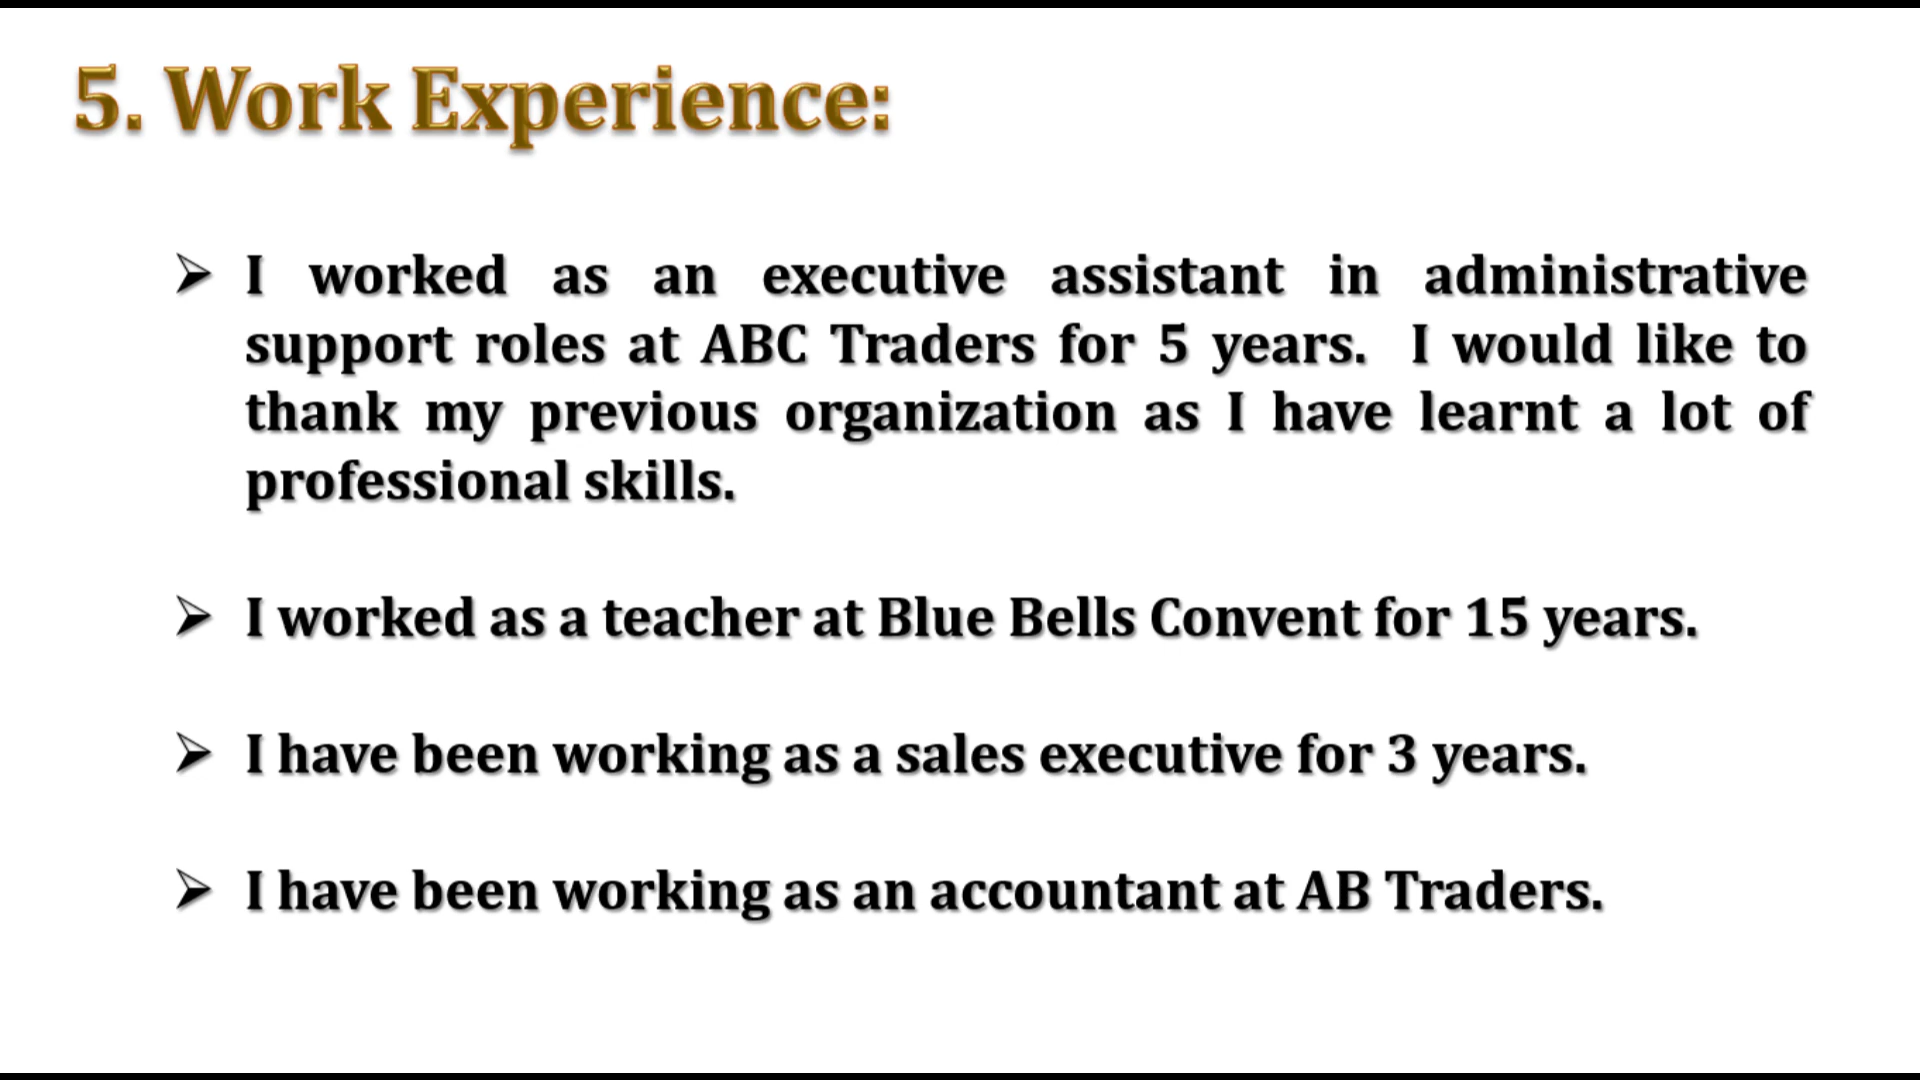 5. Work Experience:
➢ I worked as an executive assistant in administrative
support roles at ABC Traders for 5 years. I would like to
thank my previous organization as I have learnt a lot of
professional skills.
➢ I worked as a teacher at Blue Bells Convent for 15 years.
➢ I have been working as a sales executive for 3 years.
➢ I have been working as an accountant at AB Traders.